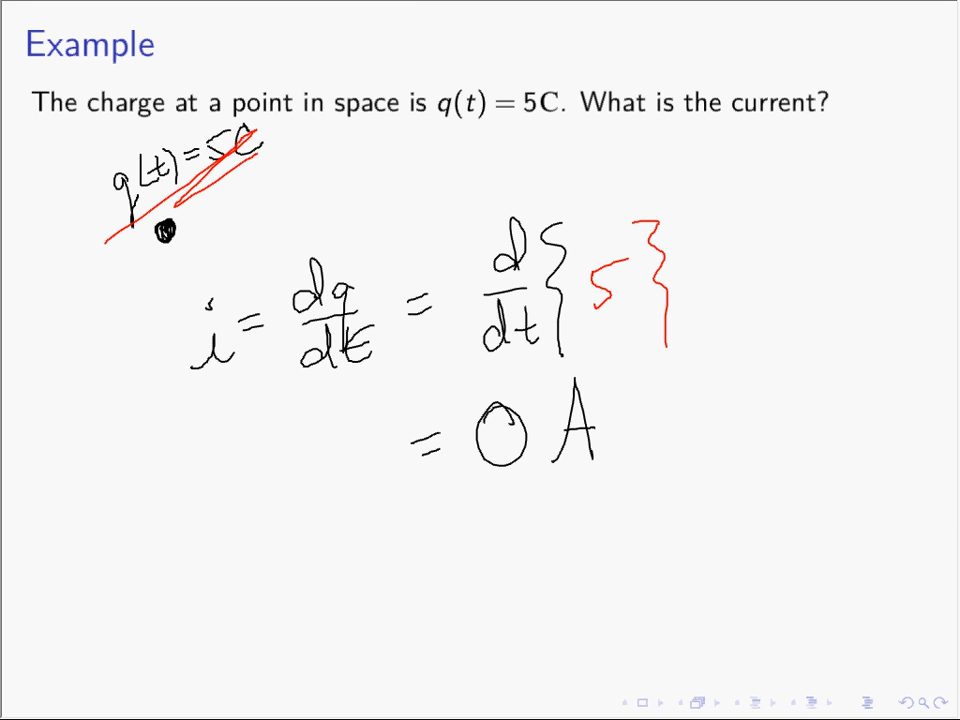 Example
The charge at a point in space is q(t) = 5C. What is the current?
q(t) = 5C
i = dq/dt = d/dt { 5 }
= 0 A